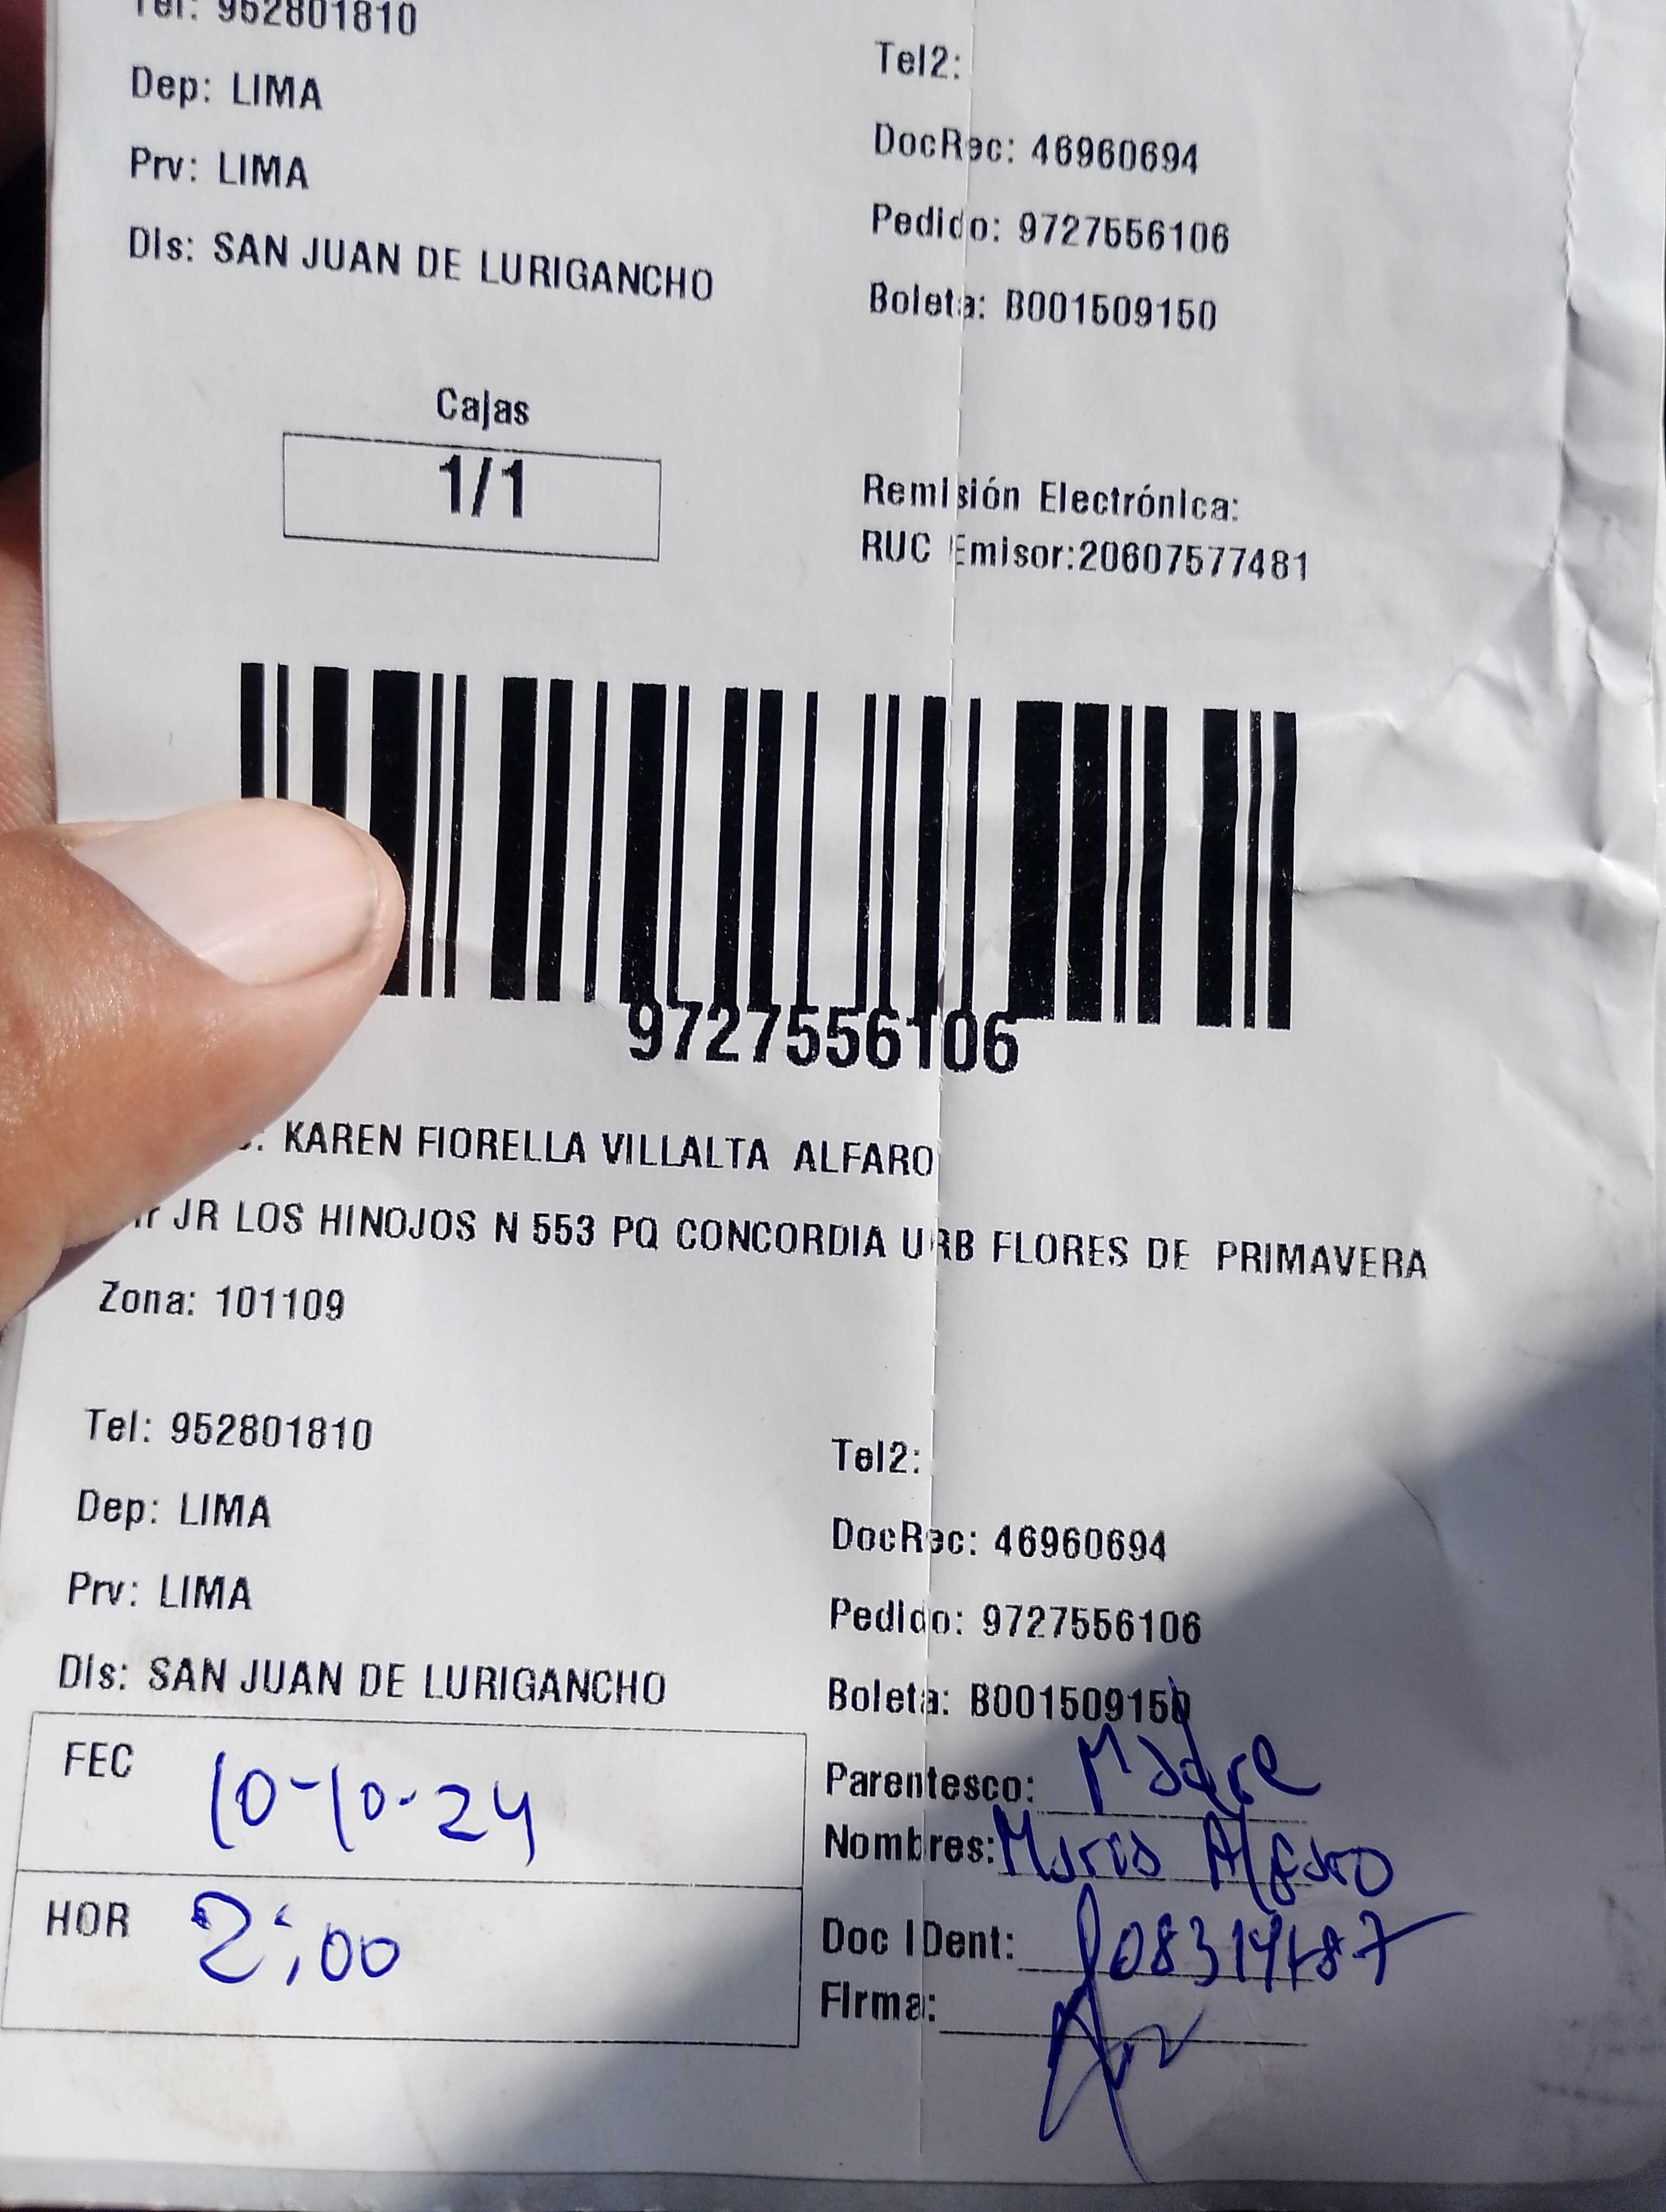 Tel: 952801810
Tel2:
Dep: LIMA
DocRec: 46960694
Prv: LIMA
Pedido: 9727556106
Dis: SAN JUAN DE LURIGANCHO
Boleta: B001509150
Cajas
1/1
Remisión Electrónica:
RUC Emisor:20607577481
9727556106
KAREN FIORELLA VILLALTA ALFARO
JR LOS HINOJOS N 553 PQ CONCORDIA URB FLORES DE PRIMAVERA
Zona: 101109
Tel: 952801810
Tel2:
Dep: LIMA
DocRec: 46960694
Prv: LIMA
Pedido: 9727556106
Dis: SAN JUAN DE LURIGANCHO
Boleta: B001509150
FEC 10-10-24
Parentesco: Madre
Nombres: Alfaro
HOR 2:00
Doc IDent:
Firma: